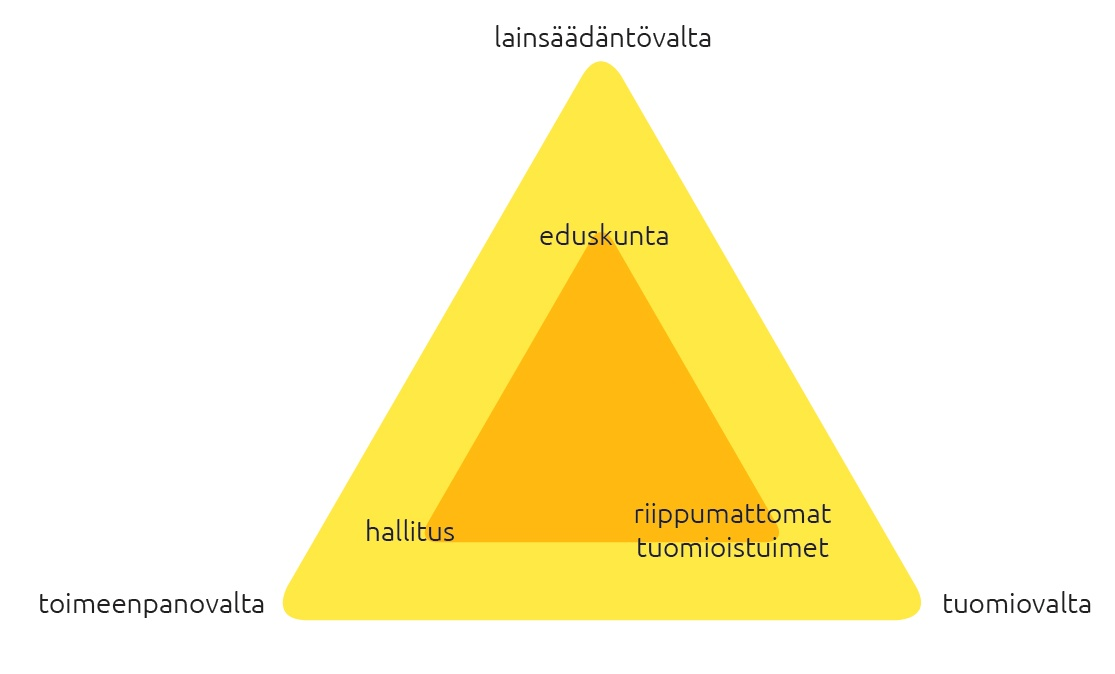 lainsäädäntövalta
eduskunta
hallitus
riippumattomat
tuomioistuimet
toimeenpanovalta
tuomiovalta